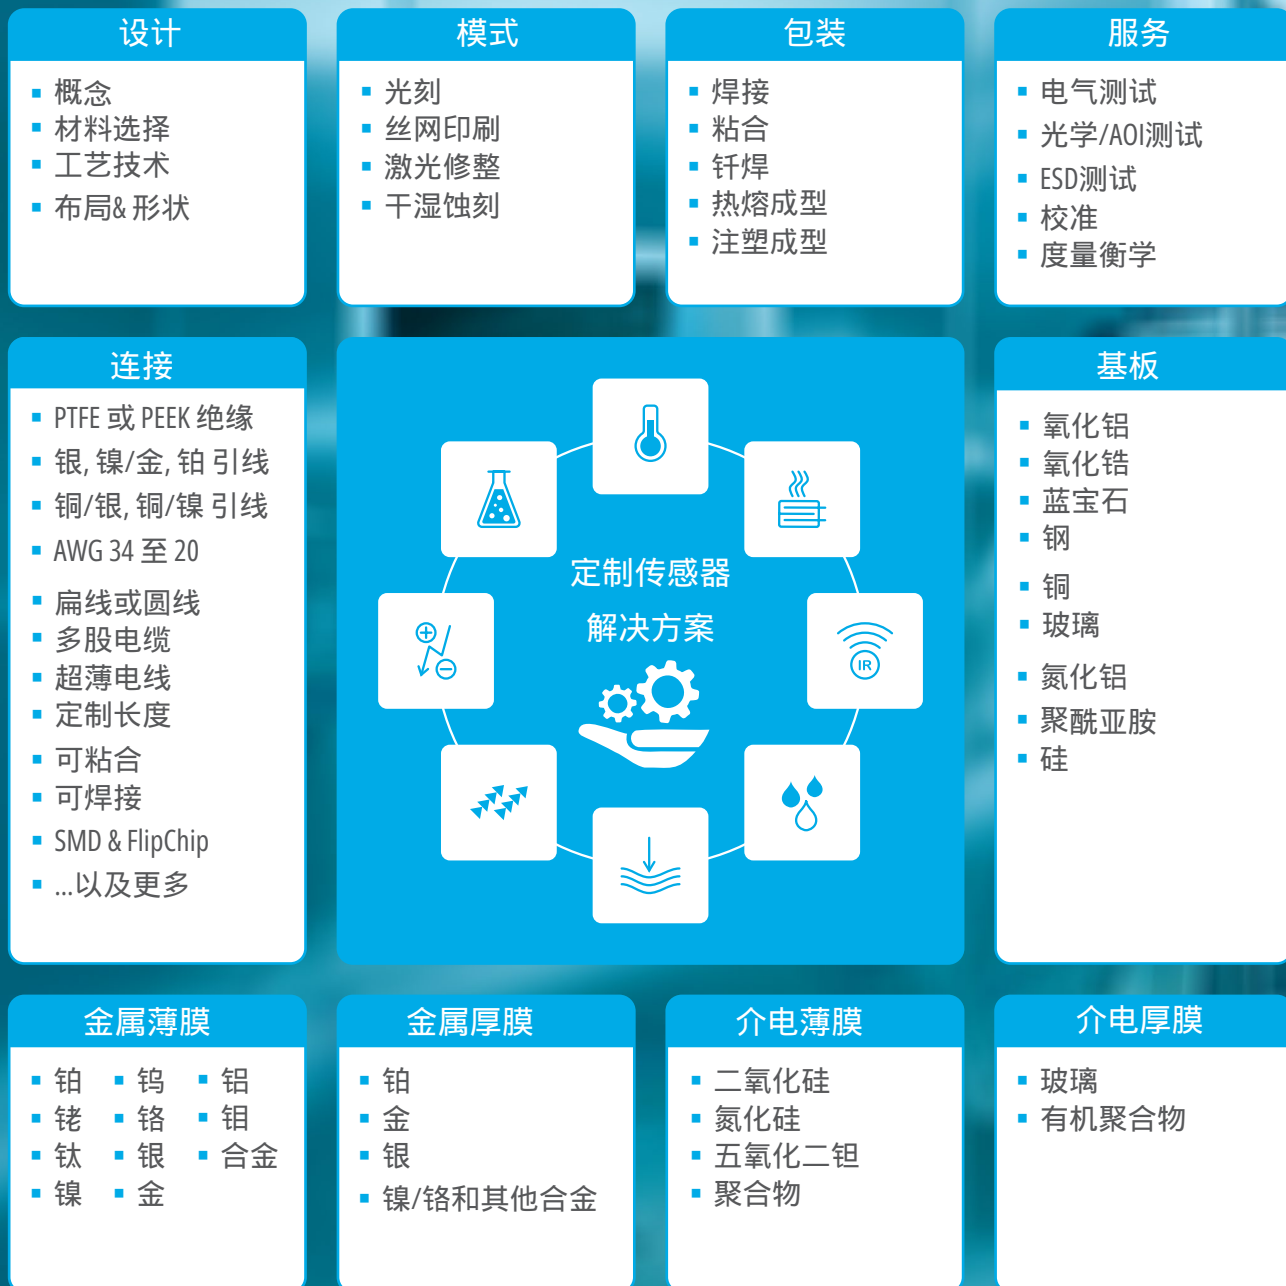 设计
概念
材料选择
工艺技术
布局& 形状
模式
光刻
丝网印刷
激光修整
干湿蚀刻
包装
焊接
粘合
钎焊
热熔成型
注塑成型
服务
电气测试
光学/AOI测试
ESD测试
校准
度量衡学
连接
PTFE 或 PEEK 绝缘
银, 镍/金, 铂 引线
铜/银, 铜/镍 引线
AWG 34 至 20
扁线或圆线
多股电缆
超薄电线
定制长度
可粘合
可焊接
SMD & FlipChip
...以及更多
定制传感器
解决方案
IR
基板
氧化铝
氧化锆
蓝宝石
钢
铜
玻璃
氮化铝
聚酰亚胺
硅
金属薄膜
铂 钨 铝
铑 铬 钼
钛 银 合金
镍 金
金属厚膜
铂
金
银
镍/铬和其他合金
介电薄膜
二氧化硅
氮化硅
五氧化二钽
聚合物
介电厚膜
玻璃
有机聚合物